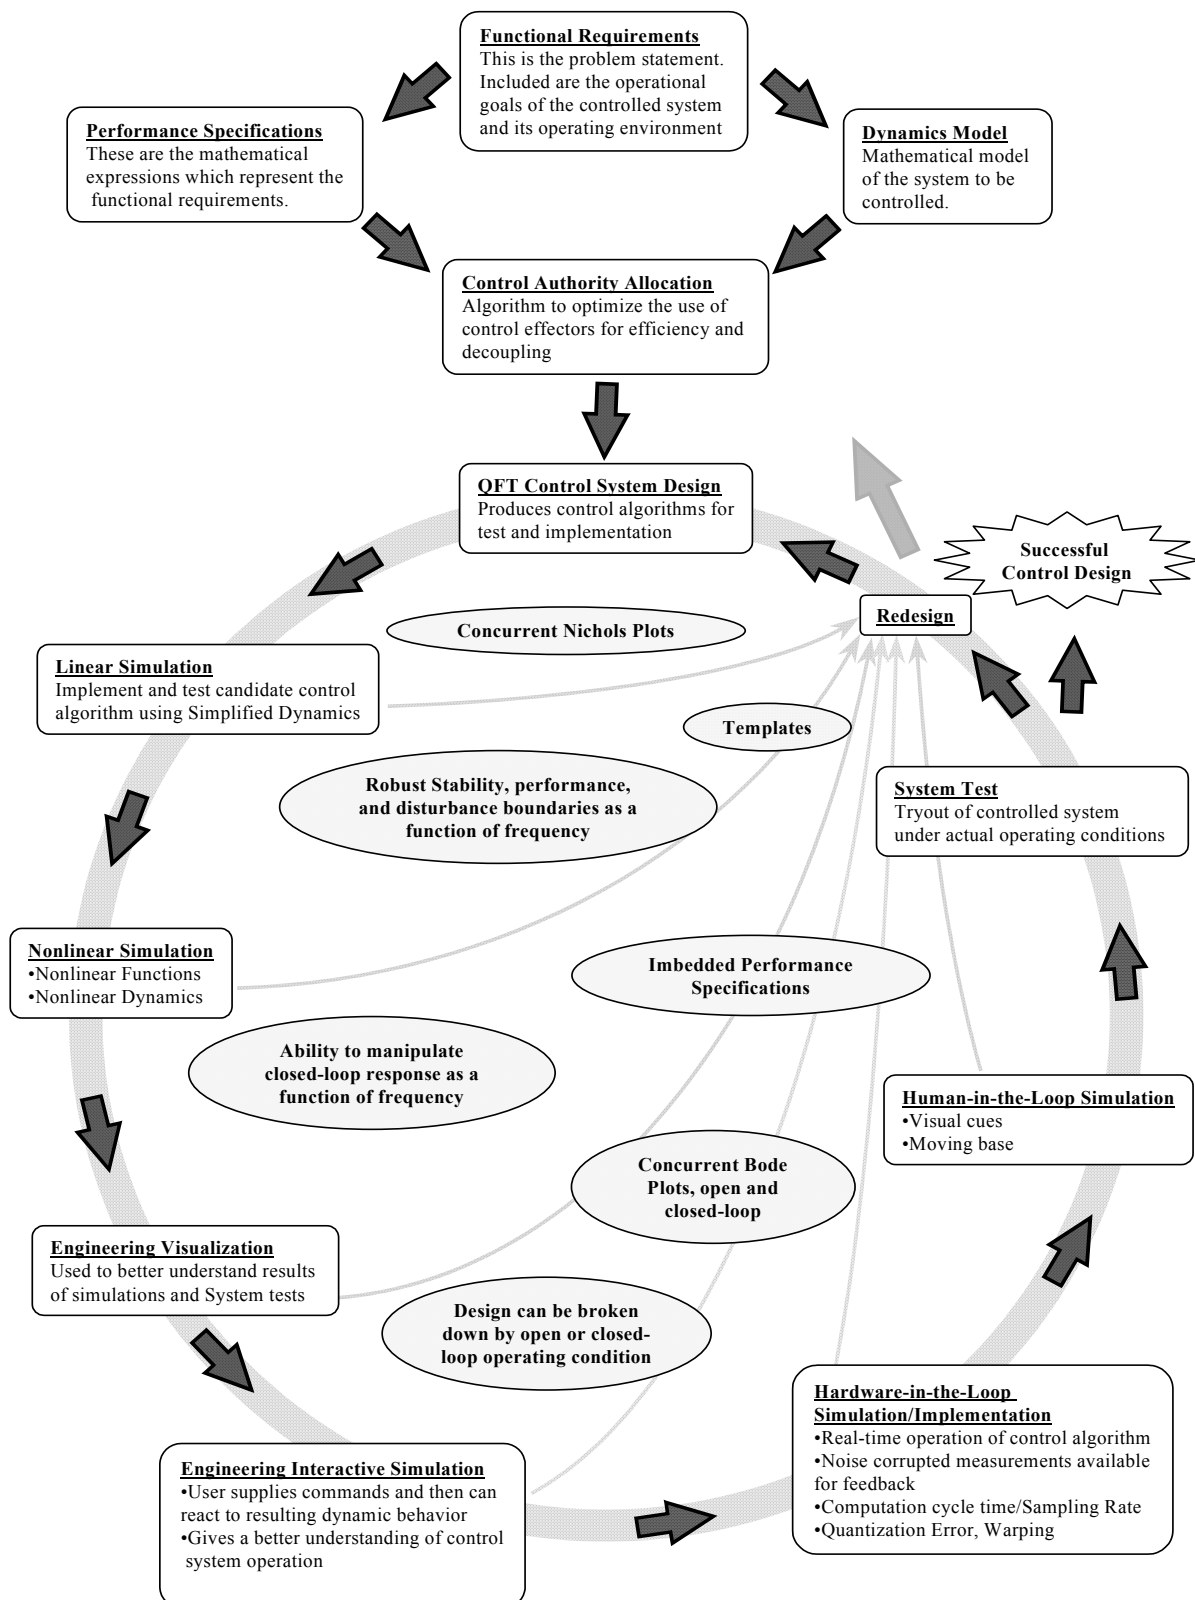 Functional Requirements
This is the problem statement.
Included are the operational
goals of the controlled system
and its operating environment
Performance Specifications
These are the mathematical
expressions which represent the
functional requirements.
Dynamics Model
Mathematical model
of the system to be
controlled.
Control Authority Allocation
Algorithm to optimize the use of
control effectors for efficiency and
decoupling
QFT Control System Design
Produces control algorithms for
test and implementation
Successful
Control Design
Redesign
Concurrent Nichols Plots
Linear Simulation
Implement and test candidate control
algorithm using Simplified Dynamics
Templates
Robust Stability, performance,
and disturbance boundaries as a
function of frequency
System Test
Tryout of controlled system
under actual operating conditions
Nonlinear Simulation
•Nonlinear Functions
•Nonlinear Dynamics
Imbedded Performance
Specifications
Ability to manipulate
closed-loop response as a
function of frequency
Human-in-the-Loop Simulation
•Visual cues
•Moving base
Concurrent Bode
Plots, open and
closed-loop
Engineering Visualization
Used to better understand results
of simulations and System tests
Design can be broken
down by open or closed-
loop operating condition
Hardware-in-the-Loop
Simulation/Implementation
•Real-time operation of control algorithm
•Noise corrupted measurements available
for feedback
•Computation cycle time/Sampling Rate
•Quantization Error, Warping
Engineering Interactive Simulation
•User supplies commands and then can
react to resulting dynamic behavior
•Gives a better understanding of control
system operation